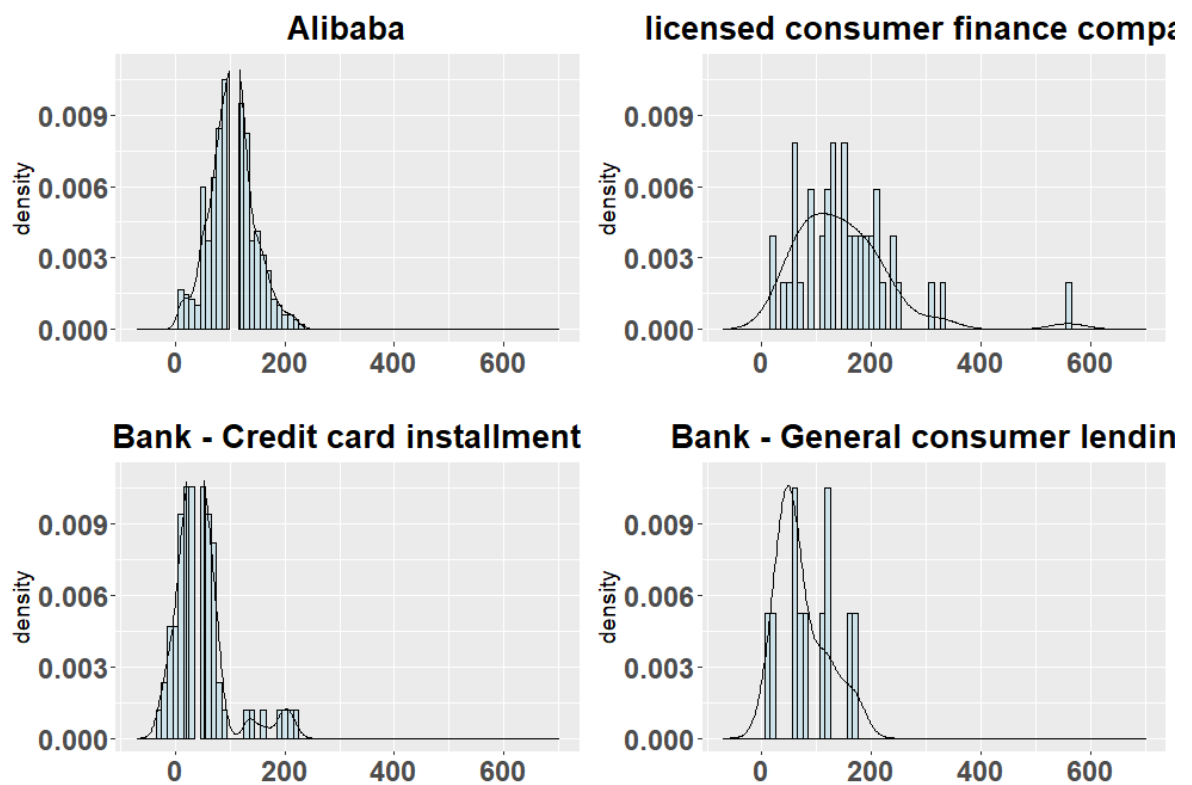 Alibaba
density
0.009
0.006
0.003
0.000
0 200 400 600
licensed consumer finance compa
density
0.009
0.006
0.003
0.000
0 200 400 600
Bank - Credit card installment
density
0.009
0.006
0.003
0.000
0 200 400 600
Bank - General consumer lendin
density
0.009
0.006
0.003
0.000
0 200 400 600